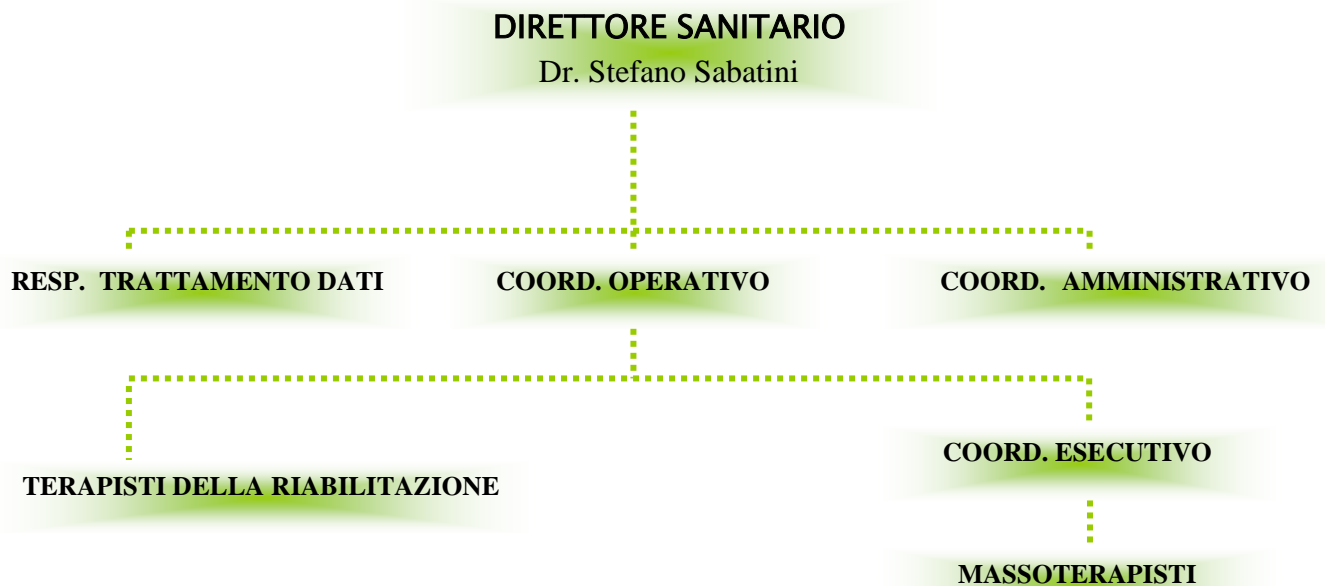 DIRETTORE SANITARIO
Dr. Stefano Sabatini
RESP. TRATTAMENTO DATI
COORD. OPERATIVO
COORD. AMMINISTRATIVO
COORD. ESECUTIVO
TERAPISTI DELLA RIABILITAZIONE
MASSOTERAPISTI